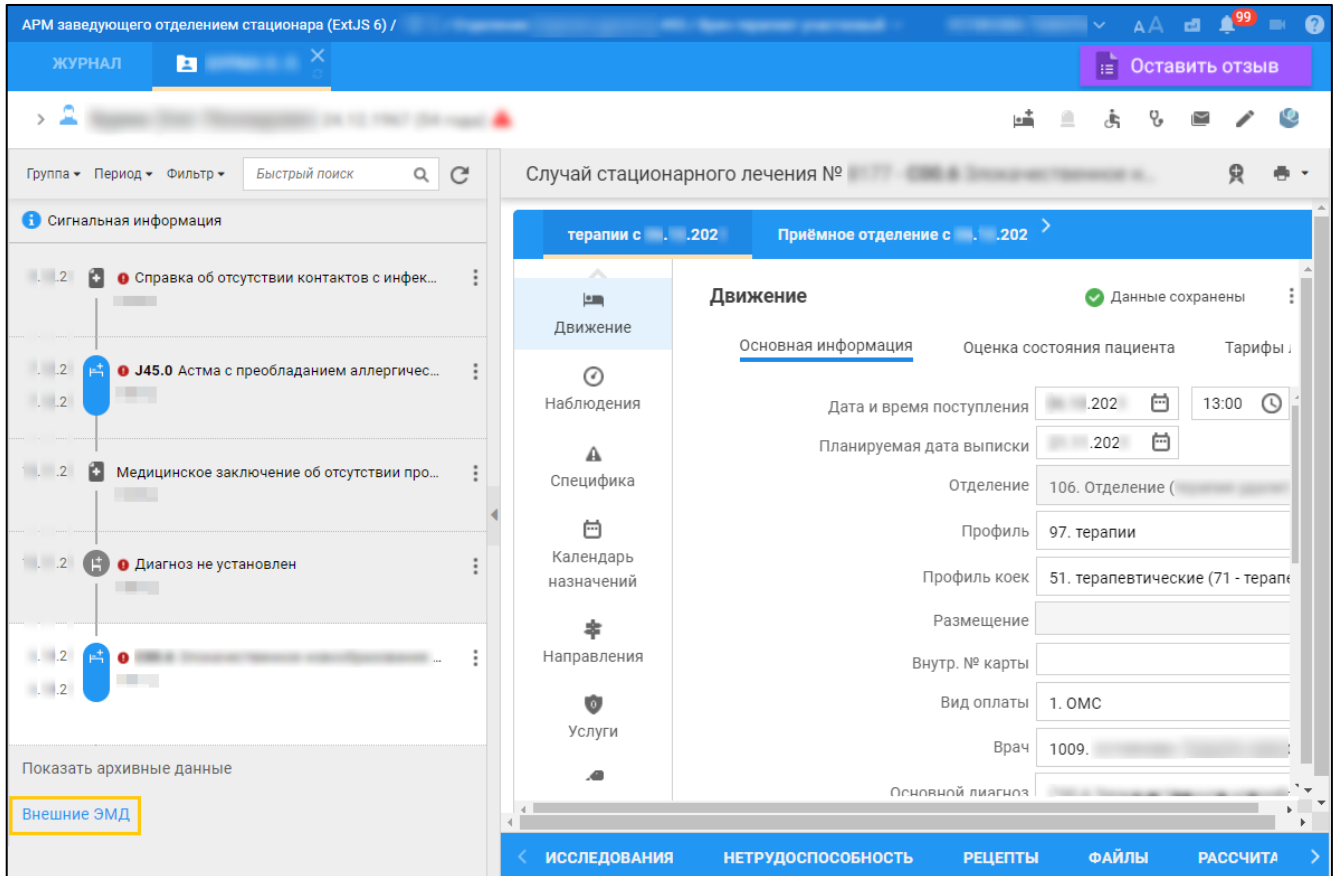 АРМ заведующего отделением стационара (ExtJS 6) /
99
ЖУРНАЛ
Оставить отзыв
Группа Период Фильтр Быстрый поиск
Случай стационарного лечения №
Сигнальная информация
терапии с .202 Приёмное отделение с .202
Справка об отсутствии контактов с инфек...
J45.0 Астма с преобладанием аллергичес...
Медицинское заключение об отсутствии про...
Диагноз не установлен
Показать архивные данные
Внешние ЭМД
Движение
Наблюдения
Специфика
Календарь
назначений
Направления
Услуги
Движение Данные сохранены
Основная информация Оценка состояния пациента Тарифы
Дата и время поступления .202 13:00
Планируемая дата выписки .202
Отделение 106. Отделение (
Профиль 97. терапии
Профиль коек 51. терапевтические (71 - терапе
Размещение
Внутр. № карты
Вид оплаты 1. ОМС
Врач 1009.
Основной диагноз
ИССЛЕДОВАНИЯ НЕТРУДОСПОСОБНОСТЬ РЕЦЕПТЫ ФАЙЛЫ РАССЧИТА